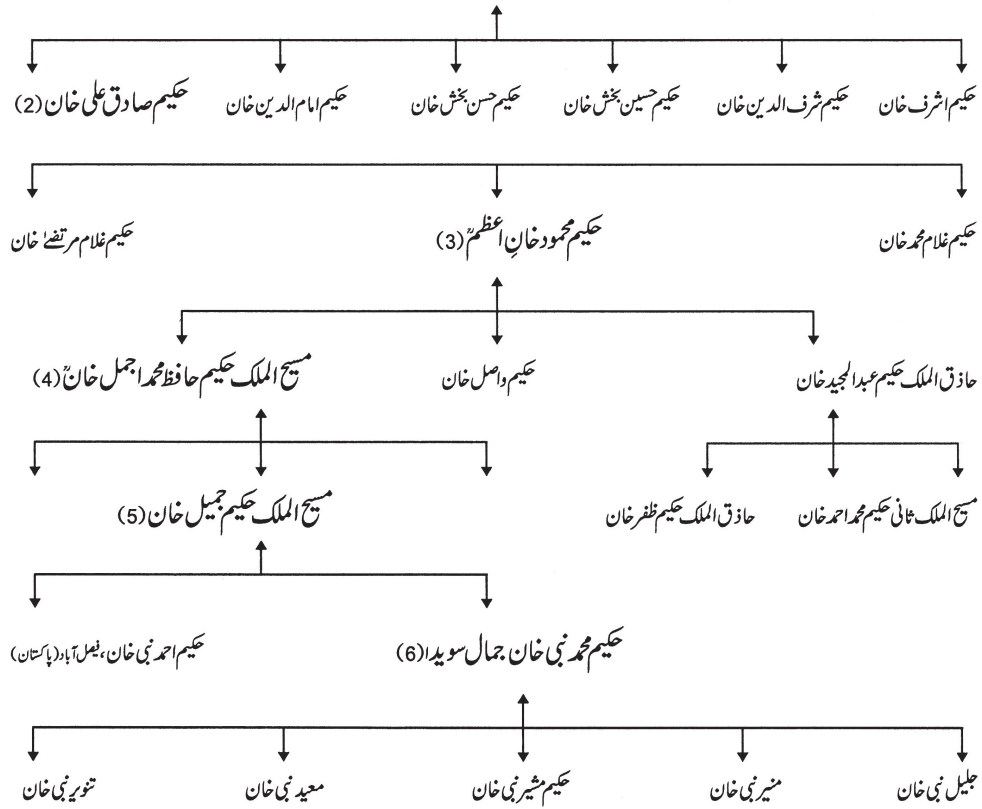 حکیم اشرف خان حکیم شرف الدین خان حکیم حسین بخش خان حکیم حسن بخش خان حکیم امام الدین خان حکیم صادق علی خان (2)
حکیم غلام محمد خان حکیم محمود خانِ اعظمؒ (3) حکیم غلام مرتضےٰ خان
حاذق الملک حکیم عبدالمجید خان حکیم واصل خان مسیح الملک حکیم حافظ محمد اجمل خانؒ (4)
مسیح الملک ثانی حکیم محمد احمد خان حاذق الملک حکیم ظفر خان مسیح الملک حکیم جمیل خان (5)
حکیم محمد نبی خان جمال سویدا (6) حکیم احمد نبی خان، فیصل آباد (پاکستان)
جلیل نبی خان منیر نبی خان حکیم مشیر نبی خان معید نبی خان تنویر نبی خان